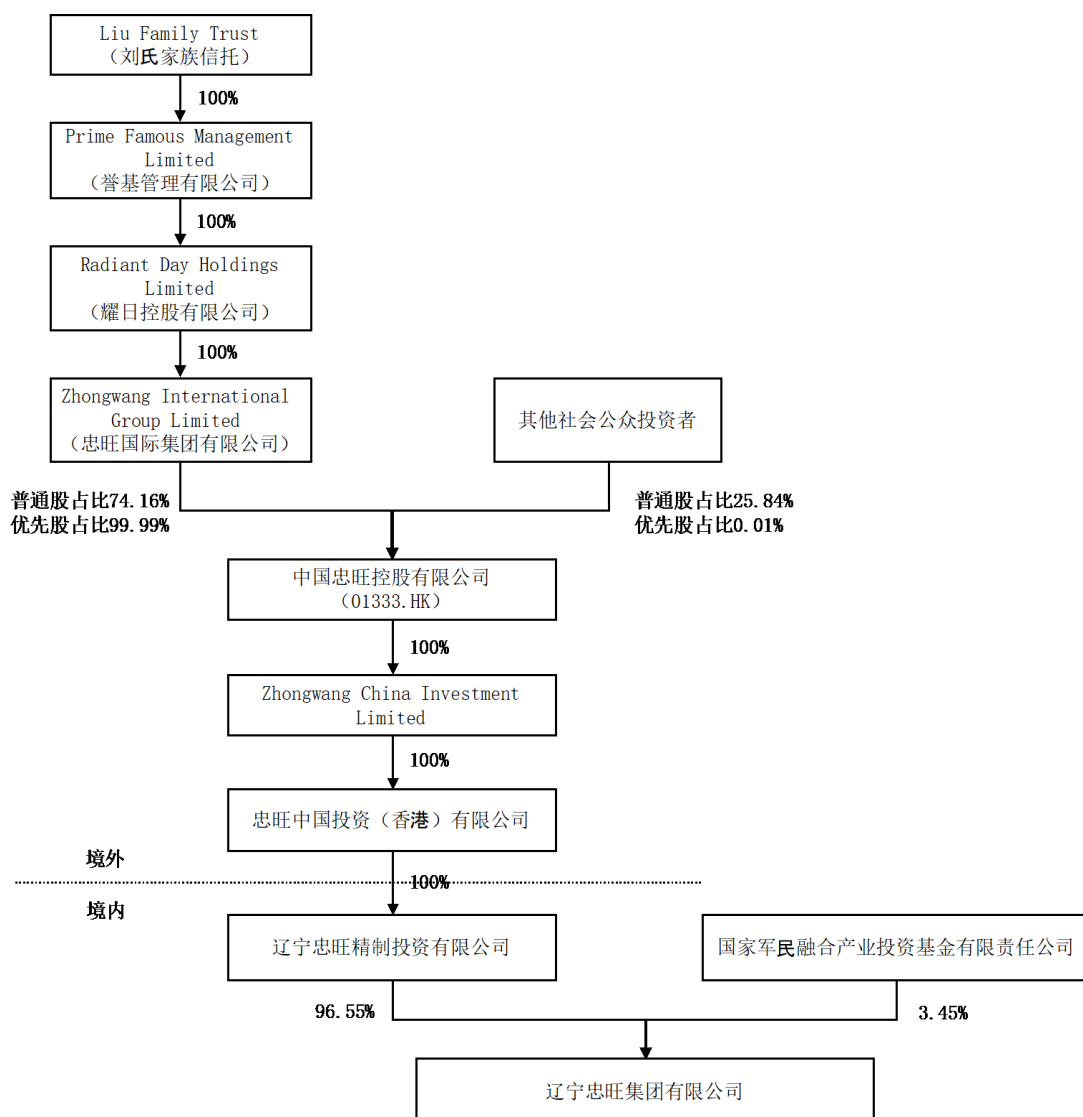 Liu Family Trust
（刘氏家族信托）
100%
Prime Famous Management
Limited
（誉基管理有限公司）
100%
Radiant Day Holdings
Limited
（耀日控股有限公司）
100%
Zhongwang International
Group Limited
（忠旺国际集团有限公司）
其他社会公众投资者
普通股占比74.16%
优先股占比99.99%
普通股占比25.84%
优先股占比0.01%
中国忠旺控股有限公司
（01333.HK）
100%
Zhongwang China Investment
Limited
100%
忠旺中国投资（香港）有限公司
境外
100%
境内
辽宁忠旺精制投资有限公司
国家军民融合产业投资基金有限责任公司
96.55%
3.45%
辽宁忠旺集团有限公司